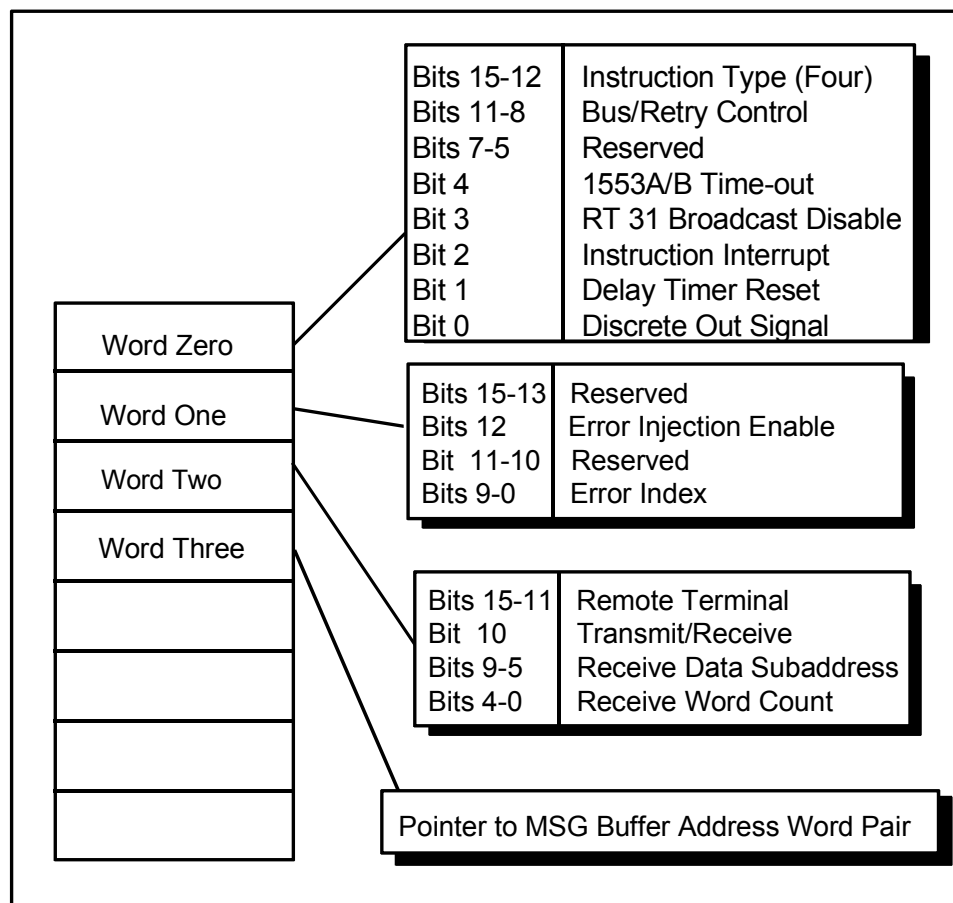 Bits 15-12 Instruction Type (Four)
Bits 11-8 Bus/Retry Control
Bits 7-5 Reserved
Bit 4 1553A/B Time-out
Bit 3 RT 31 Broadcast Disable
Bit 2 Instruction Interrupt
Bit 1 Delay Timer Reset
Bit 0 Discrete Out Signal
Word Zero
Word One
Word Two
Word Three
Bits 15-13 Reserved
Bits 12 Error Injection Enable
Bit 11-10 Reserved
Bits 9-0 Error Index
Bits 15-11 Remote Terminal
Bit 10 Transmit/Receive
Bits 9-5 Receive Data Subaddress
Bits 4-0 Receive Word Count
Pointer to MSG Buffer Address Word Pair